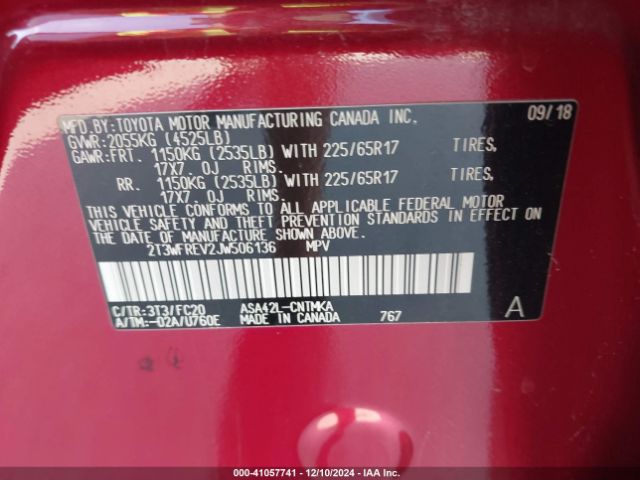 MFD.BY:TOYOTA MOTOR MANUFACTURING CANADA INC. 09/18
GVWR:2055KG (4525LB)
GAWR:FRT. 1150KG (2535LB) WITH 225/65R17 TIRES,
17X7. 0J RIMS.
RR. 1150KG (2535LB) WITH 225/65R17 TIRES,
17X7. 0J RIMS.
THIS VEHICLE CONFORMS TO ALL APPLICABLE FEDERAL MOTOR
VEHICLE SAFETY AND THEFT PREVENTION STANDARDS IN EFFECT ON
THE DATE OF MANUFACTURE SHOWN ABOVE.
2T3WFREV2JW506136 MPV
C/TR:3T3/FC20 ASA42L-CNTMKA
A/TM:-02A/U760E MADE IN CANADA 767 A
000-41057741 - 12/10/2024 - IAA Inc.